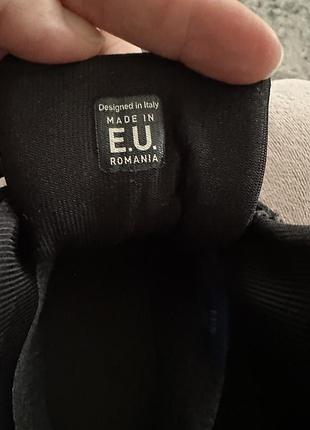 Designed in Italy
MADE IN
E.U.
ROMANIA